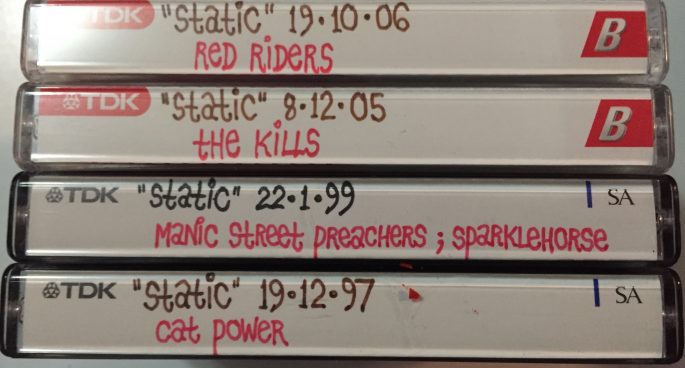 TDK "Static" 19·10·06 B
RED RIDERS
TDK "Static" 8·12·05 B
tHE KILLS
TDK "Static" 22·1·99 SA
MANIC StREEt PREACHERS ; SPARKLEHORSE
TDK "Static" 19·12·97 SA
cat POWER